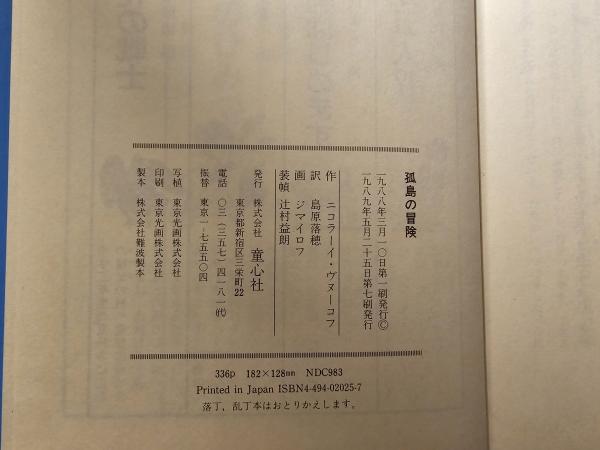 孤島の冒険
一九八八年三月一〇日第一刷発行©
一九八九年五月二十五日第七刷発行
作 ニコラーイ・ヴヌーコフ
訳 島原落穂
画 ジマイロフ
装幀 辻村益朗
発行 株式会社 童心社
東京都新宿区三栄町22
電話 〇三―(三五七)四一八一(代)
振替 東京一―七五五〇四
写植 東京光画株式会社
印刷 東京光画株式会社
製本 株式会社難波製本
336p 182×128mm NDC983
Printed in Japan ISBN4-494-02025-7
落丁、乱丁本はおとりかえします。